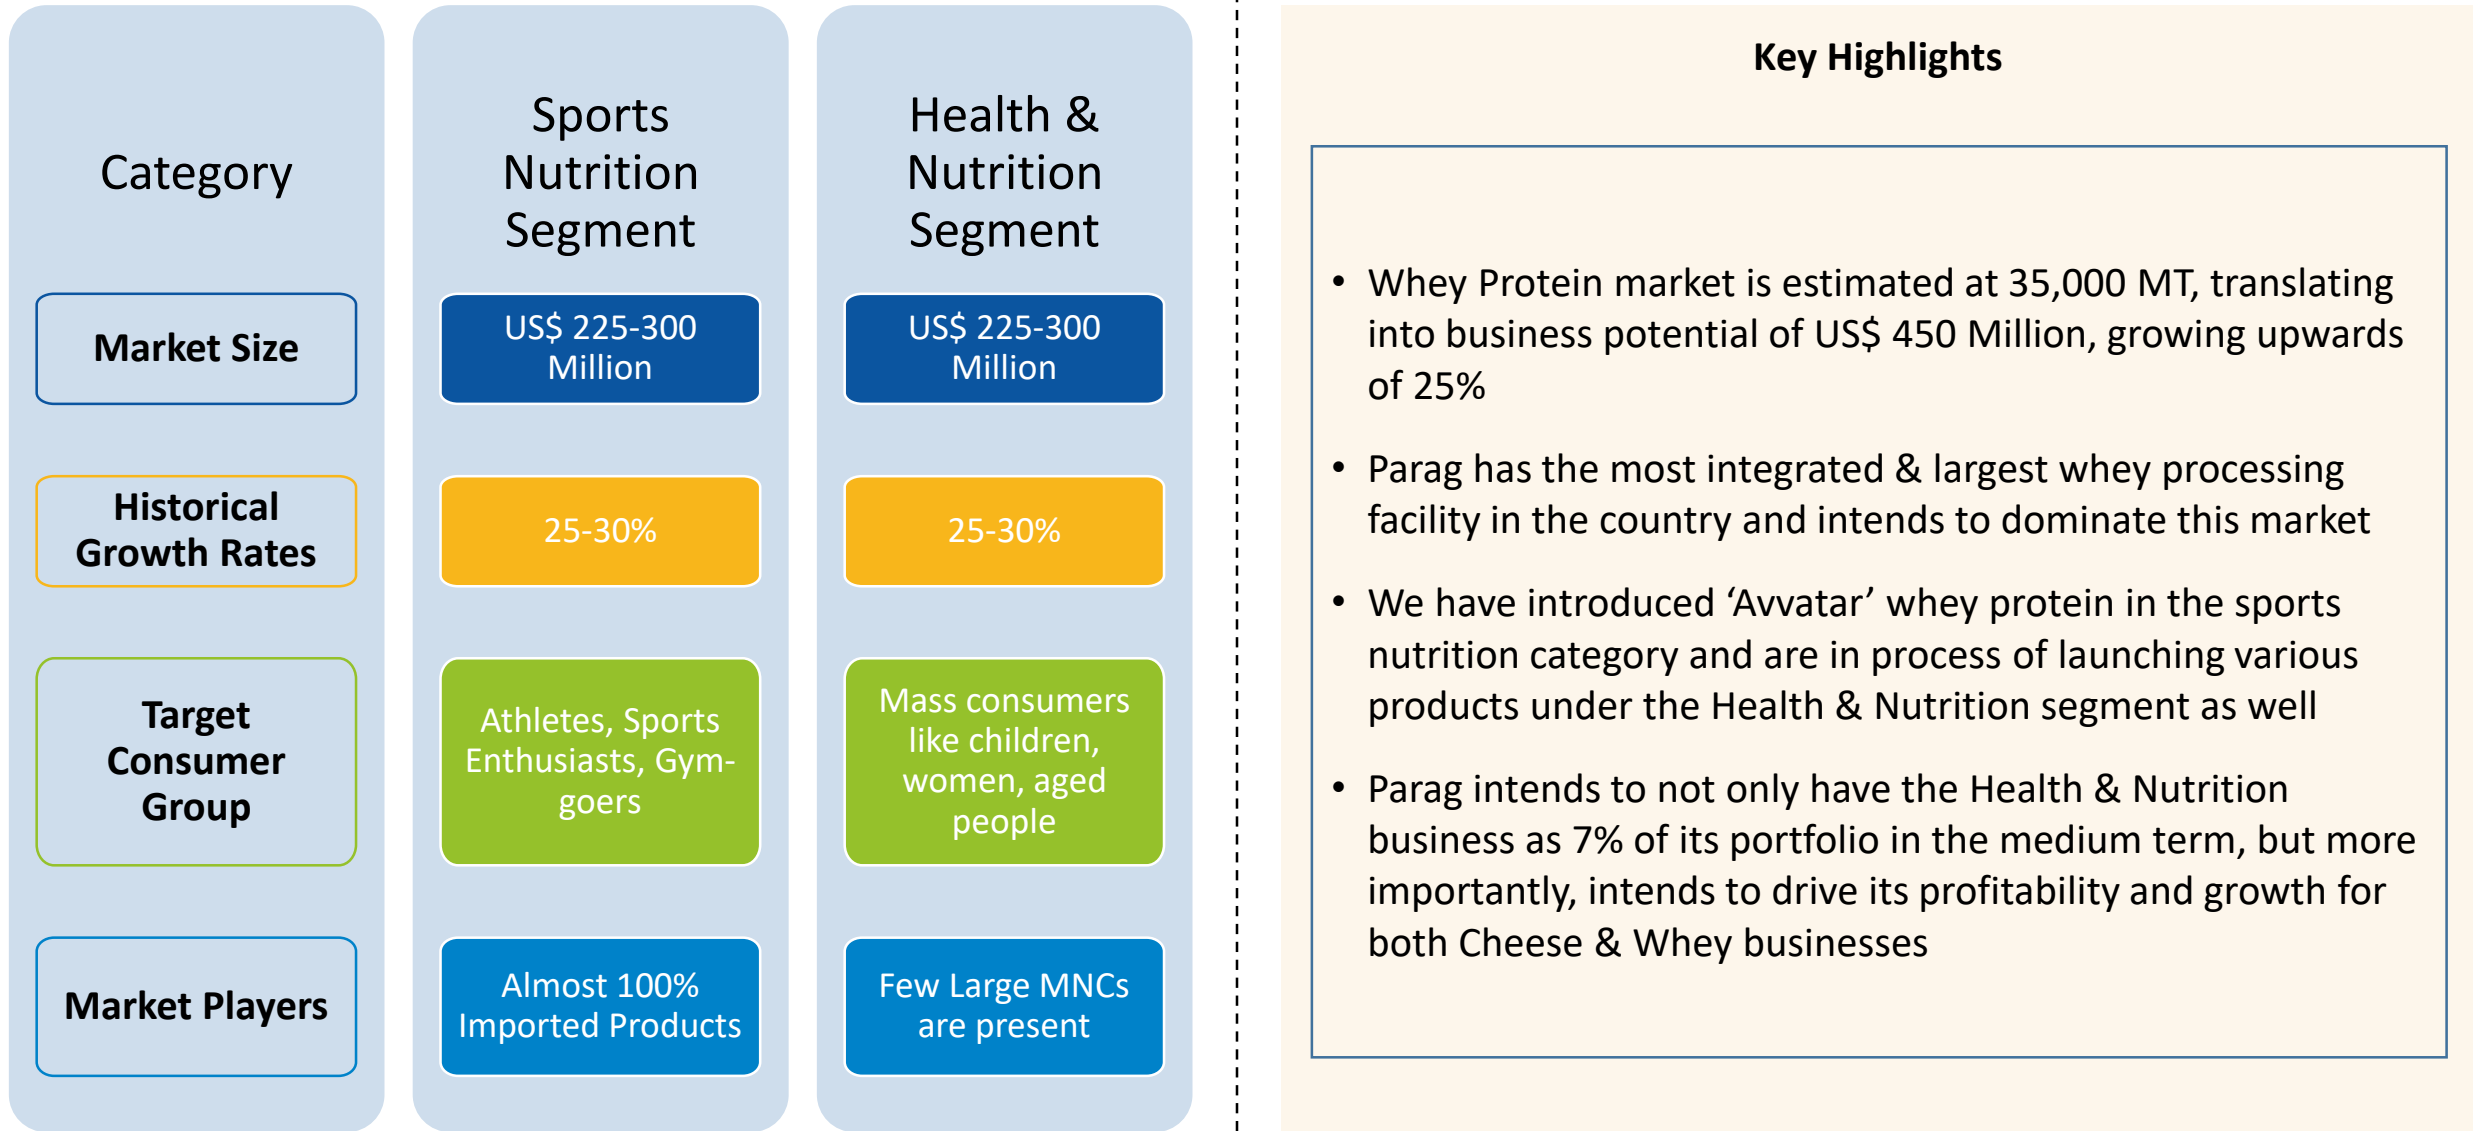 Category
Market Size
Historical
Growth Rates
Target
Consumer
Group
Market Players
Sports
Nutrition
Segment
US$ 225-300
Million
25-30%
Athletes, Sports
Enthusiasts, Gym-
goers
Almost 100%
Imported Products
Health &
Nutrition
Segment
US$ 225-300
Million
25-30%
Mass consumers
like children,
women, aged
people
Few Large MNCs
are present
Key Highlights
• Whey Protein market is estimated at 35,000 MT, translating
into business potential of US$ 450 Million, growing upwards
of 25%
• Parag has the most integrated & largest whey processing
facility in the country and intends to dominate this market
• We have introduced ‘Avvatar’ whey protein in the sports
nutrition category and are in process of launching various
products under the Health & Nutrition segment as well
• Parag intends to not only have the Health & Nutrition
business as 7% of its portfolio in the medium term, but more
importantly, intends to drive its profitability and growth for
both Cheese & Whey businesses